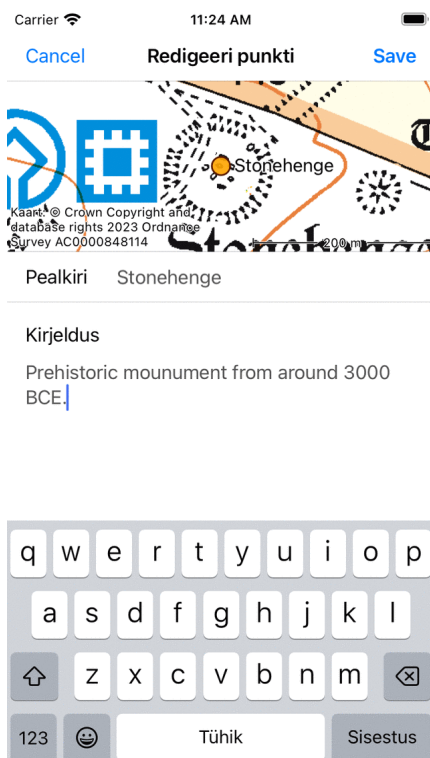 Carrier 11:24 AM
Cancel Redigeeri punkti Save
Stonehenge
Kaart: © Crown Copyright and
database rights 2023 Ordnance
Survey AC0000848114
200 m
Pealkiri Stonehenge
Kirjeldus
Prehistoric mounument from around 3000
BCE.
q w e r t y u i o p
a s d f g h j k l
z x c v b n m
123 Tühik Sisestus